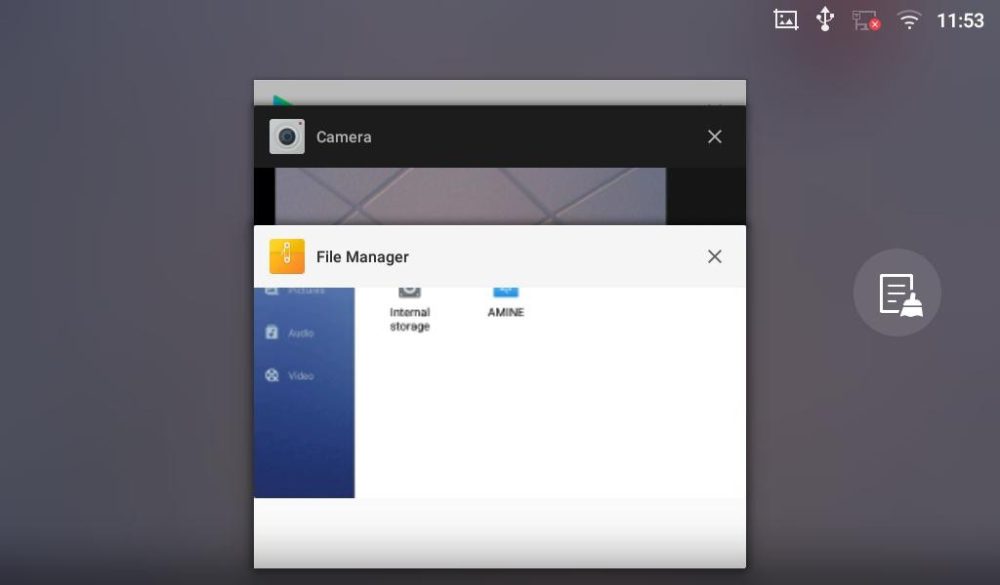 11:53
Camera
File Manager
Pictures
Internal
storage
AMINE
Audio
Video